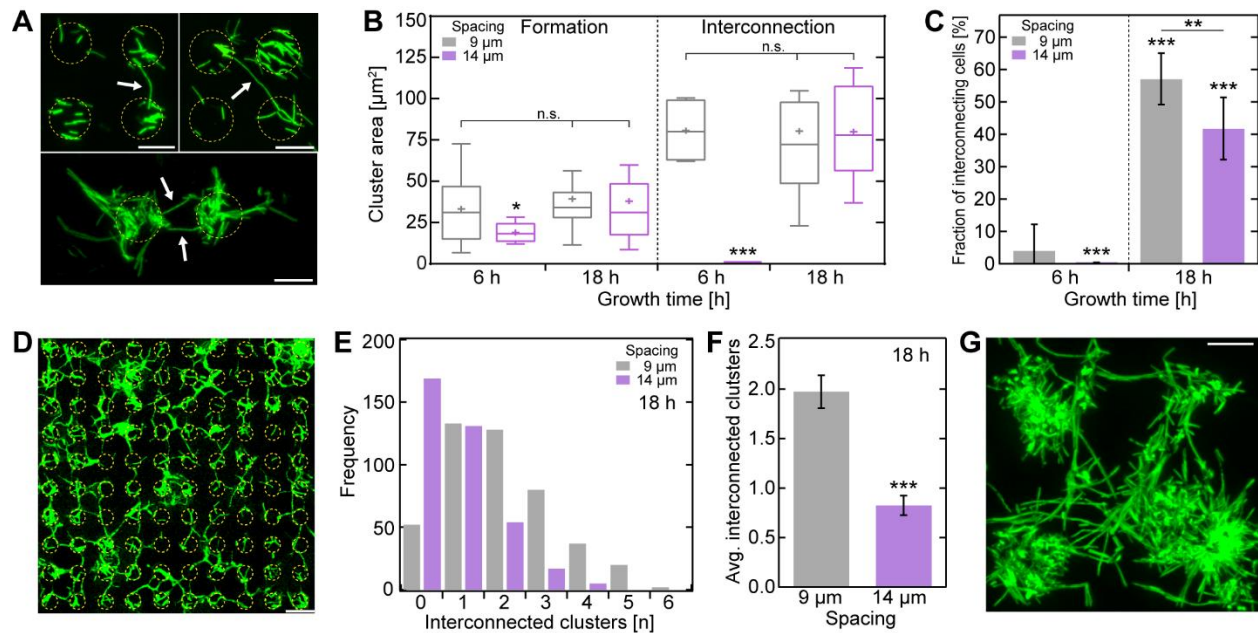 A
B
Spacing
9 µm
14 µm
Formation
Interconnection
Cluster area [µm²]
150
125
100
75
50
25
0
n.s.
n.s.
*
***
6 h
18 h
6 h
18 h
Growth time [h]
C
Spacing
9 µm
14 µm
Fraction of interconnecting cells [%]
70
60
50
40
30
20
10
0
**
***
***
***
6 h
18 h
Growth time [h]
D
E
Spacing
9 µm
14 µm
18 h
Frequency
200
150
100
50
0
0 1 2 3 4 5 6
Interconnected clusters [n]
F
18 h
Avg. interconnected clusters
2.5
2.0
1.5
1.0
0.5
0.0
***
9 µm 14 µm
Spacing
G